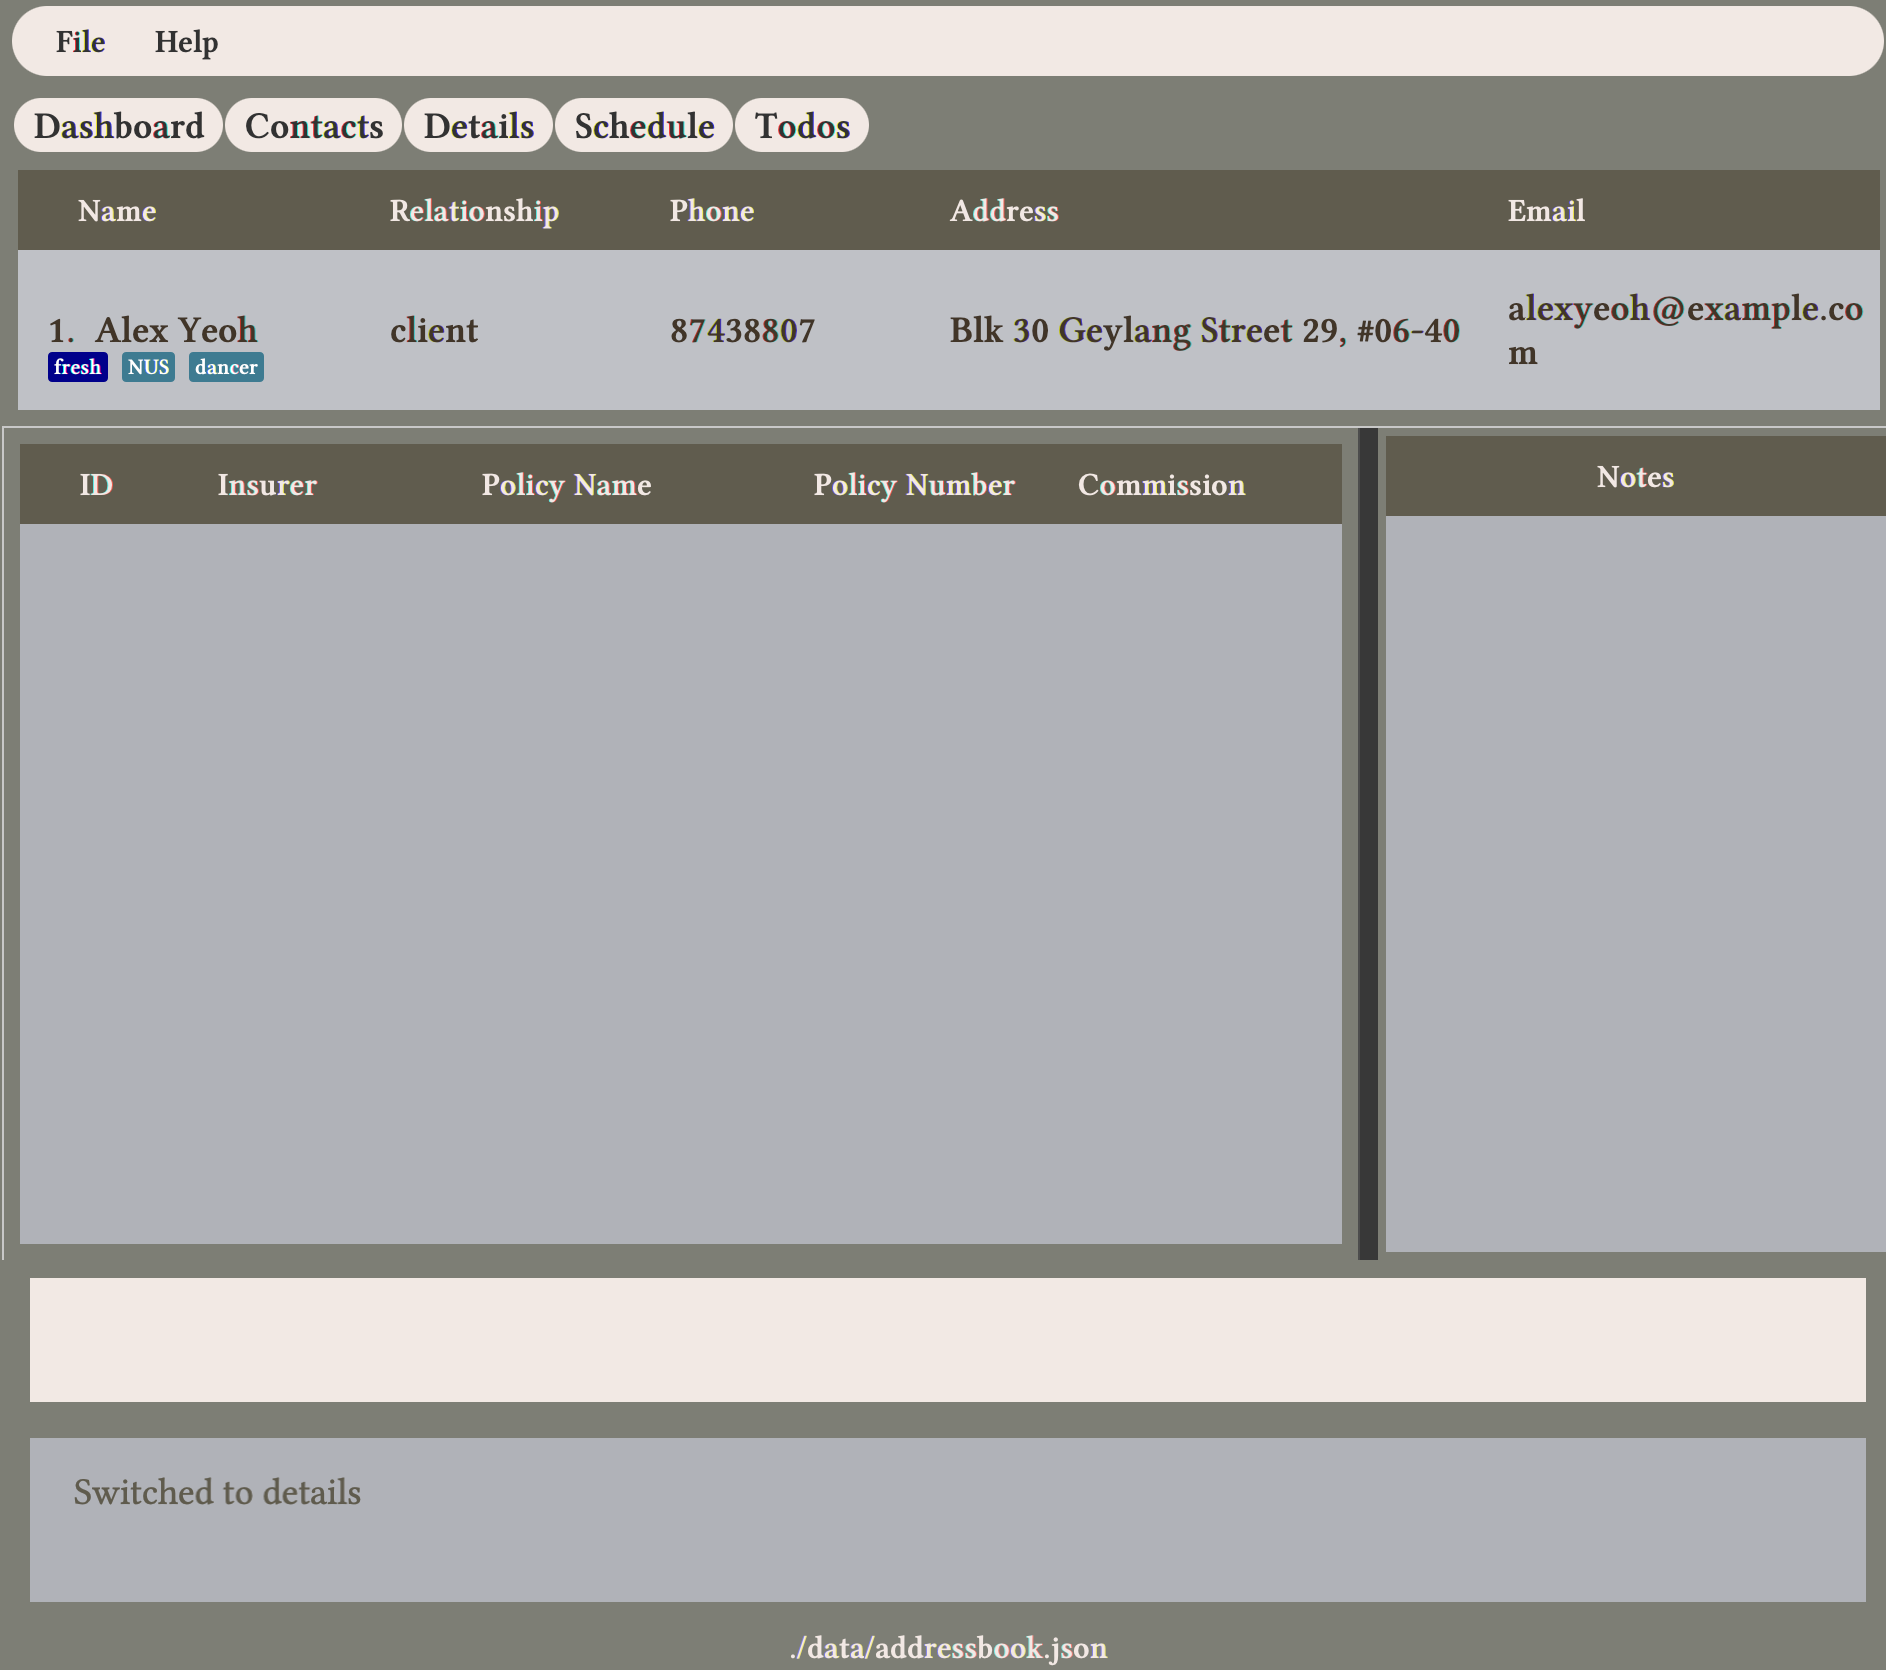 File Help
Dashboard Contacts Details Schedule Todos
Name Relationship Phone Address Email
1. Alex Yeoh client 87438807 Blk 30 Geylang Street 29, #06-40 alexyeoh@example.co
m
fresh NUS dancer
ID Insurer Policy Name Policy Number Commission Notes
Switched to details
./data/addressbook.json